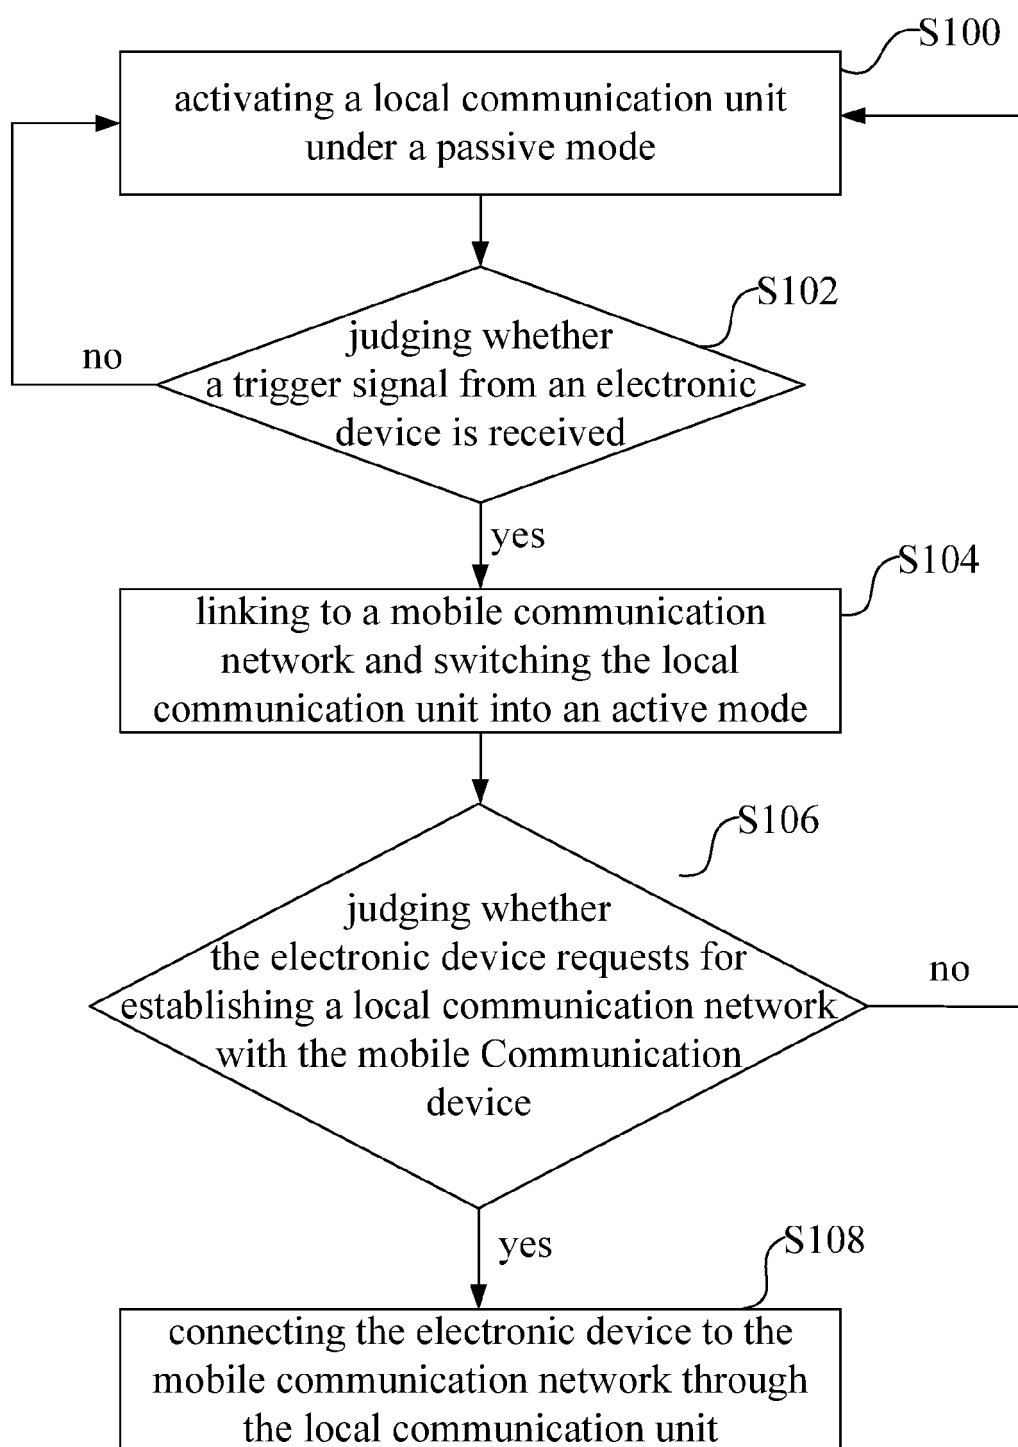 S100
activating a local communication unit
under a passive mode
S102
judging whether
a trigger signal from an electronic
device is received
no
yes
S104
linking to a mobile communication
network and switching the local
communication unit into an active mode
S106
judging whether
the electronic device requests for
establishing a local communication network
with the mobile Communication
device
no
yes
S108
connecting the electronic device to the
mobile communication network through
the local communication unit